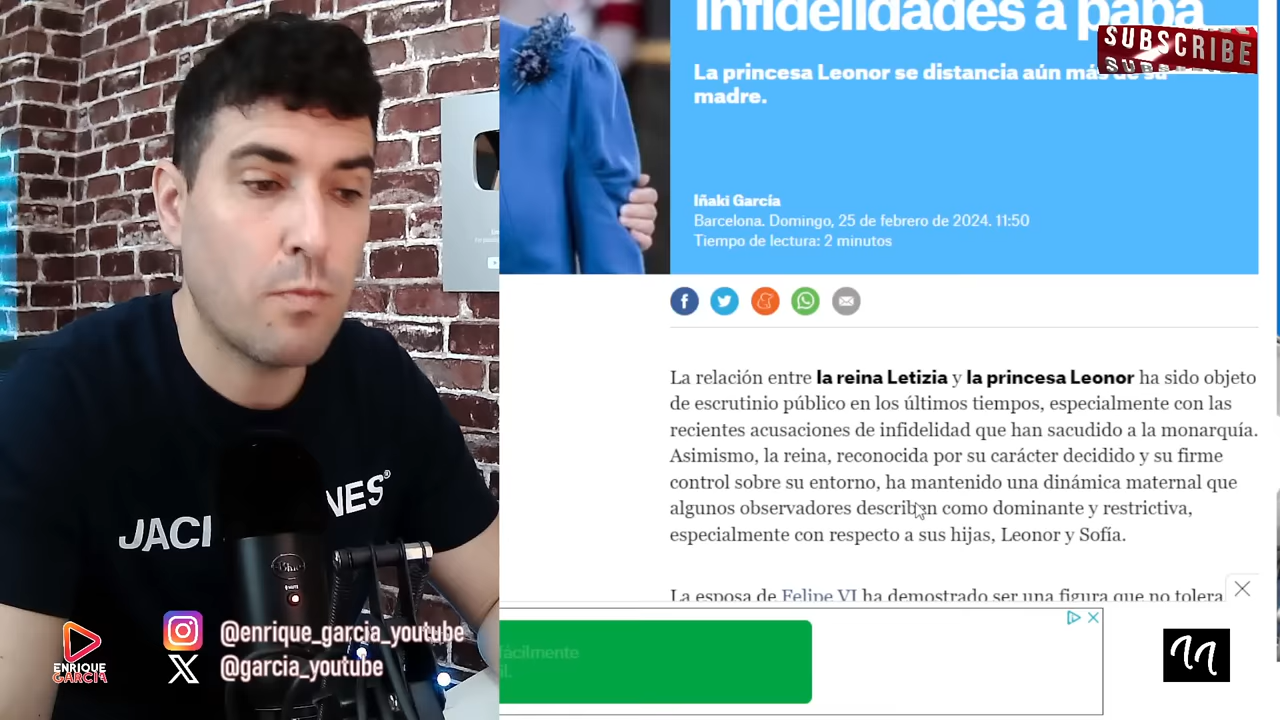 infidelidades a papá
SUBSCRIBE
La princesa Leonor se distancia aún más de su
madre.
Iñaki García
Barcelona. Domingo, 25 de febrero de 2024. 11:50
Tiempo de lectura: 2 minutos
La relación entre la reina Letizia y la princesa Leonor ha sido objeto
de escrutinio público en los últimos tiempos, especialmente con las
recientes acusaciones de infidelidad que han sacudido a la monarquía.
Asimismo, la reina, reconocida por su carácter decidido y su firme
control sobre su entorno, ha mantenido una dinámica maternal que
algunos observadores describen como dominante y restrictiva,
especialmente con respecto a sus hijas, Leonor y Sofía.
La esposa de Felipe VI ha demostrado ser una figura que no tolera
fácilmente
JACK JONES®
Blue
MUTE
ENRIQUE
GARCIA
@enrique_garcia_youtube
@garcia_youtube